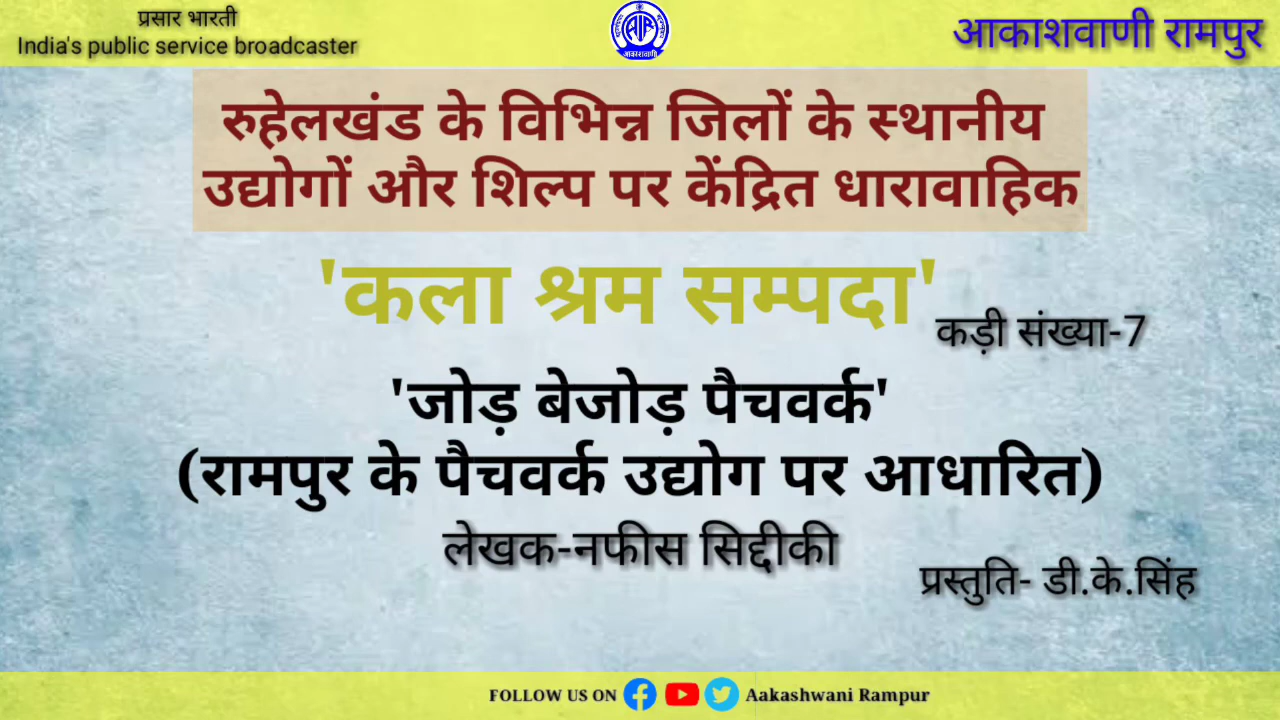 प्रसार भारती
India's public service broadcaster
AIR
आकाशवाणी
आकाशवाणी रामपुर
रुहेलखंड के विभिन्न जिलों के स्थानीय
उद्योगों और शिल्प पर केंद्रित धारावाहिक
'कला श्रम सम्पदा'
कड़ी संख्या-7
'जोड़ बेजोड़ पैचवर्क'
(रामपुर के पैचवर्क उद्योग पर आधारित)
लेखक-नफीस सिद्दीकी
प्रस्तुति- डी.के.सिंह
FOLLOW US ON Aakashwani Rampur